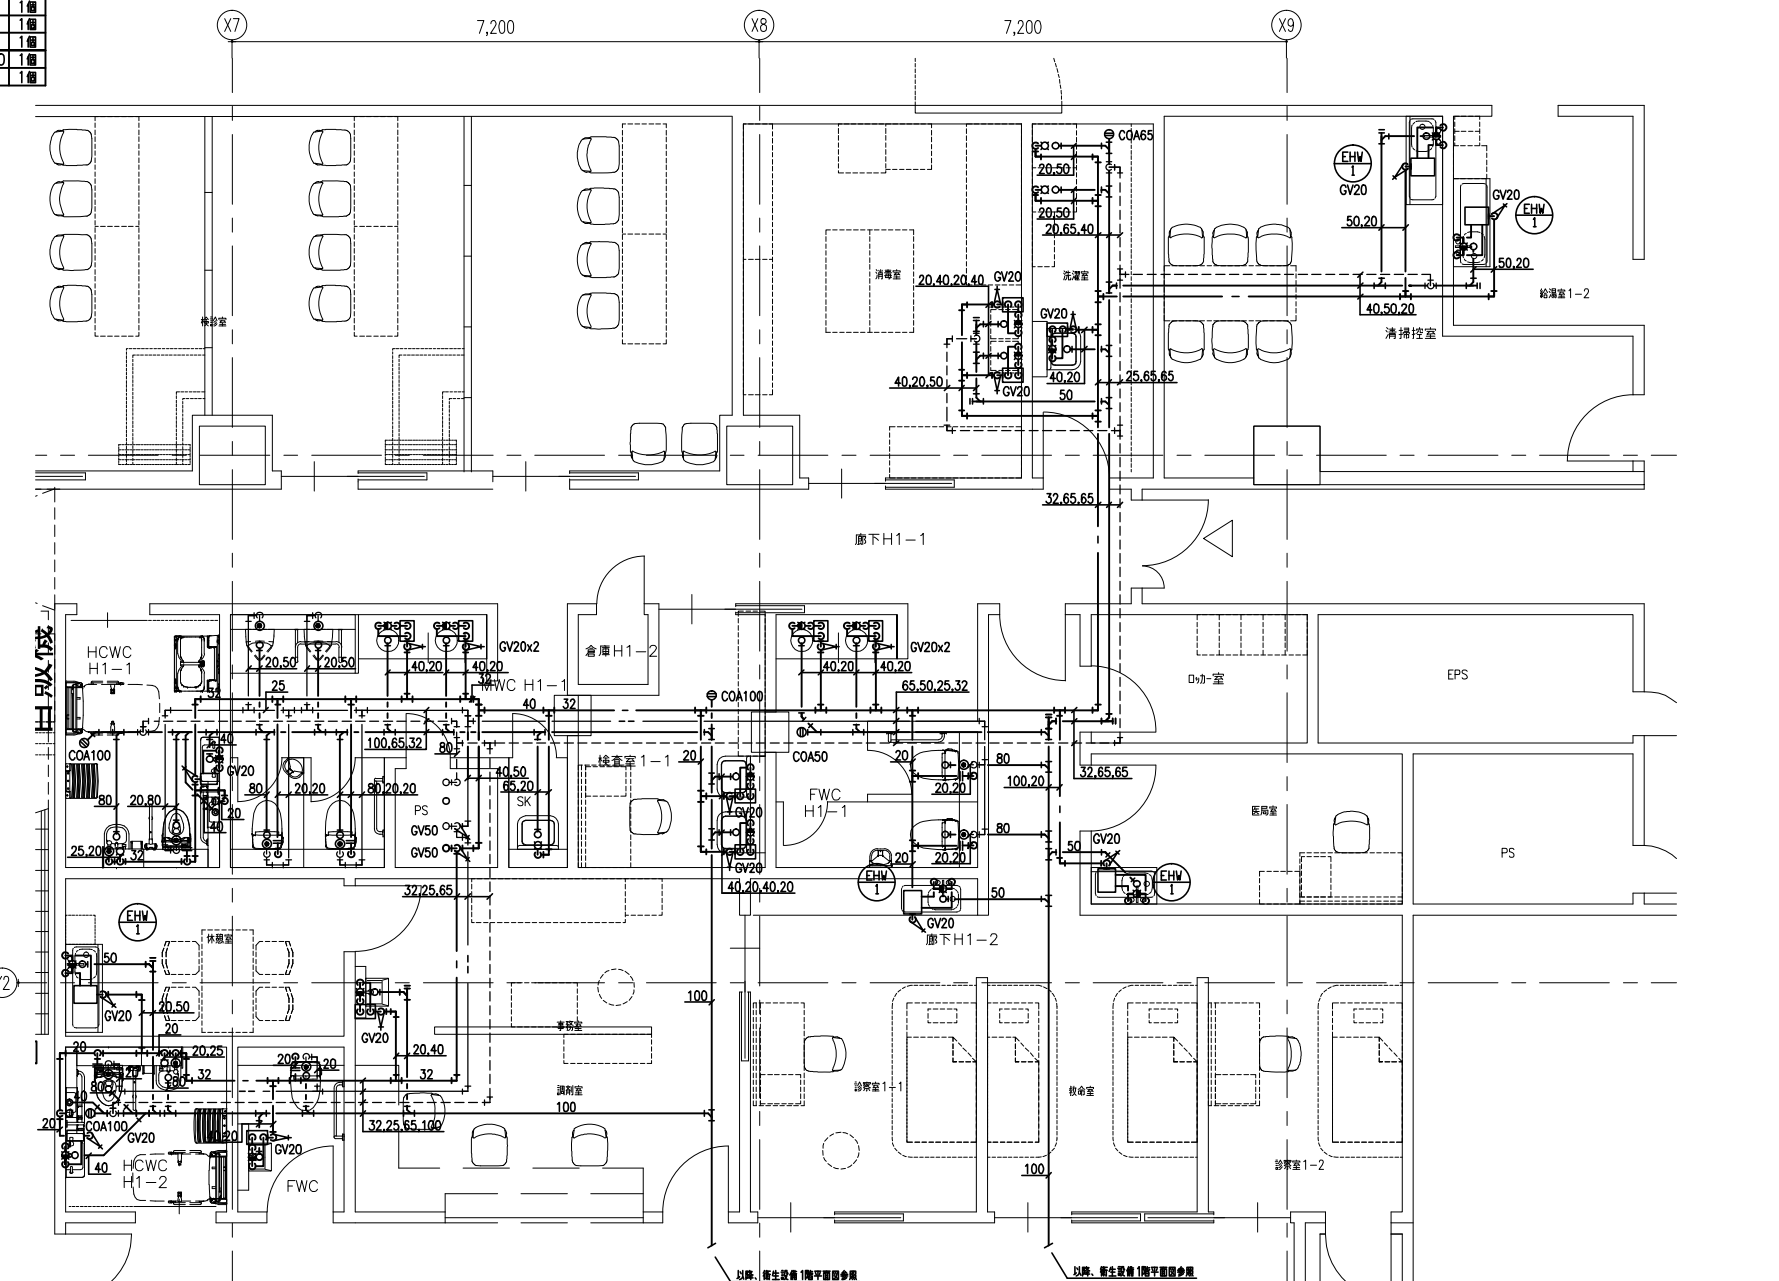 1個
1個
1個
1個
1個
X7
7,200
X8
7,200
X9
COA65
20,50
20,50
20,65,40
EHW
1
GV20
GV20
EHW
1
50,20
50,20
消毒室
洗濯室
20,40,20,40
GV20
GV20
給湯室1-2
40,50,20
清掃控室
検診室
40,20,50
GV20
40,20
25,65,65
50
32,65,65
廊下H1-1
HCWC
H1-1
20,50
20,50
40,20
40,20
GV20x2
倉庫H1-2
40,20
40,20
GV20x2
32
25
32
MWC H1-1
40
32
COA100
65,50,25,32
ロッカー室
EPS
COA100
40
GV20
100,65,32
80
40,50
65,20
SK
検査室1-1
20
COA50
20
80
100,20
32,65,65
80
20,80
20
40
80
20,20
80,20,20
PS
GV50
GV50
GV20
GV20
FWC
H1-1
20,20
80
20
20,20
医局室
PS
25,20
32
50
GV20
EHW
1
EHW
1
40,20,40,20
32,25,65
50
GV20
廊下H1-2
EHW
1
休憩室
50
GV20
20,50
20
Y2
GV20
20,40
32
100
事務室
調剤室
100
診察室1-1
救命室
診察室1-2
20
20,25
32
20
20
20
80
80
40
20
COA100
GV20
40
HCWC
H1-2
GV20
FWC
32,25,65,100
100
以降、衛生設備1階平面図参照
以降、衛生設備1階平面図参照